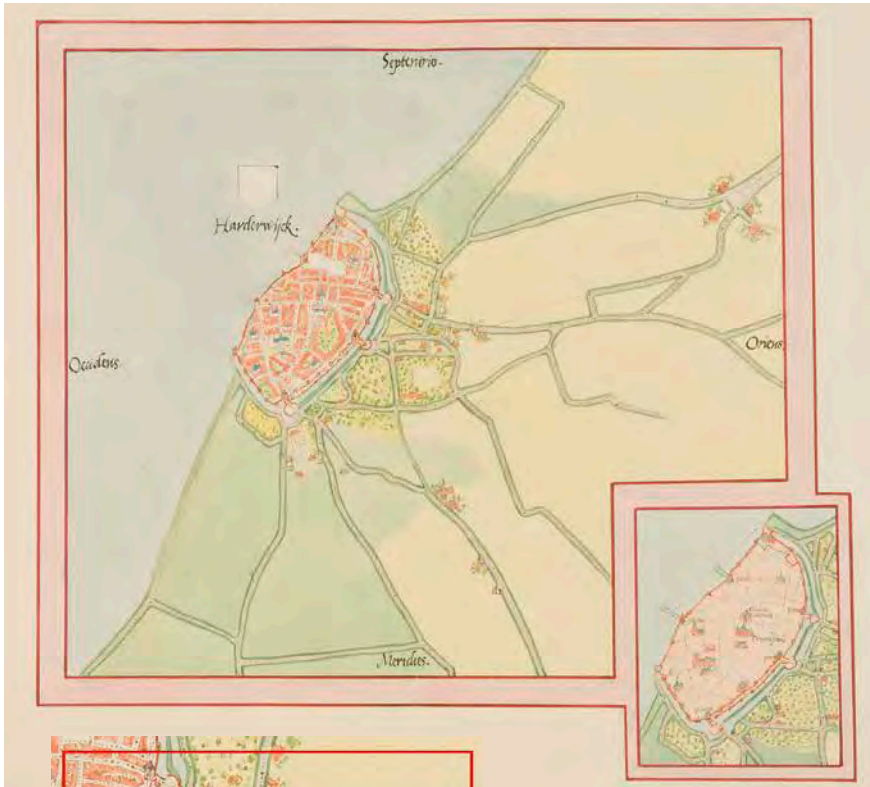 Septentrio.
Harderwijck.
Occidens
Oriens
Meridies.